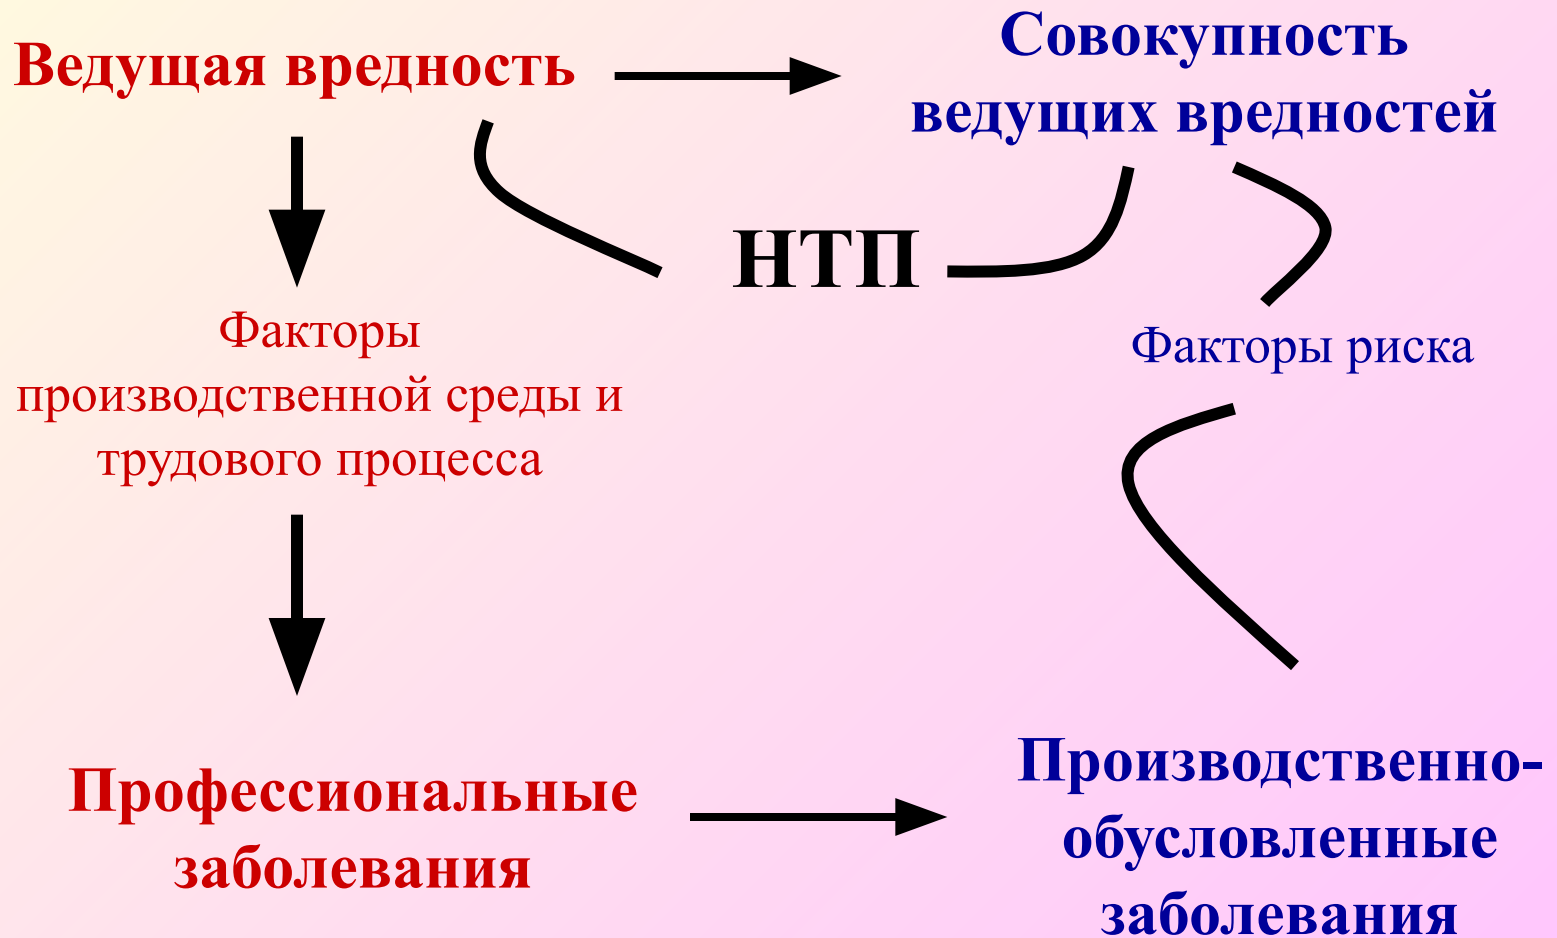 Ведущая вредность
Совокупность
ведущих вредностей
НТП
Факторы
производственной среды и
трудового процесса
Факторы риска
Профессиональные
заболевания
Производственно-
обусловленные
заболевания